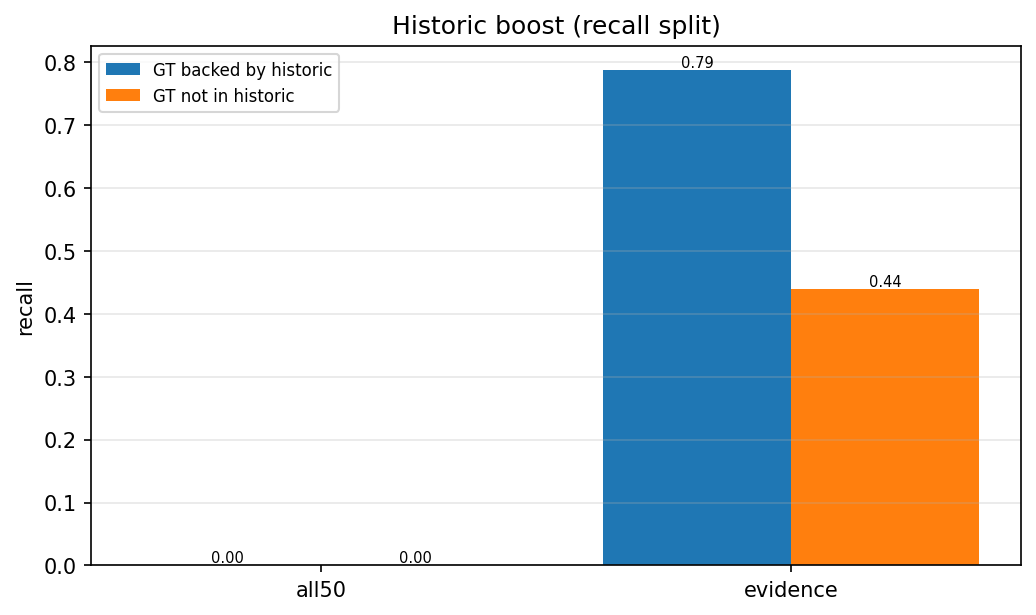 Historic boost (recall split)
GT backed by historic
GT not in historic
recall
0.8
0.7
0.6
0.5
0.4
0.3
0.2
0.1
0.0
0.00
0.00
0.79
0.44
all50
evidence